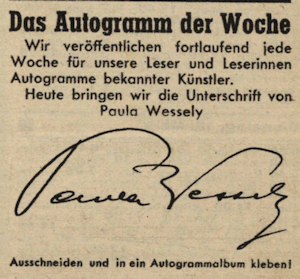 Das Autogramm der Woche
Wir veröffentlichen fortlaufend jede
Woche für unsere Leser und Leserinnen
Autogramme bekannter Künstler.
Heute bringen wir die Unterschrift von
Paula Wessely
Paula Wessely
Ausschneiden und in ein Autogrammalbum kleben!